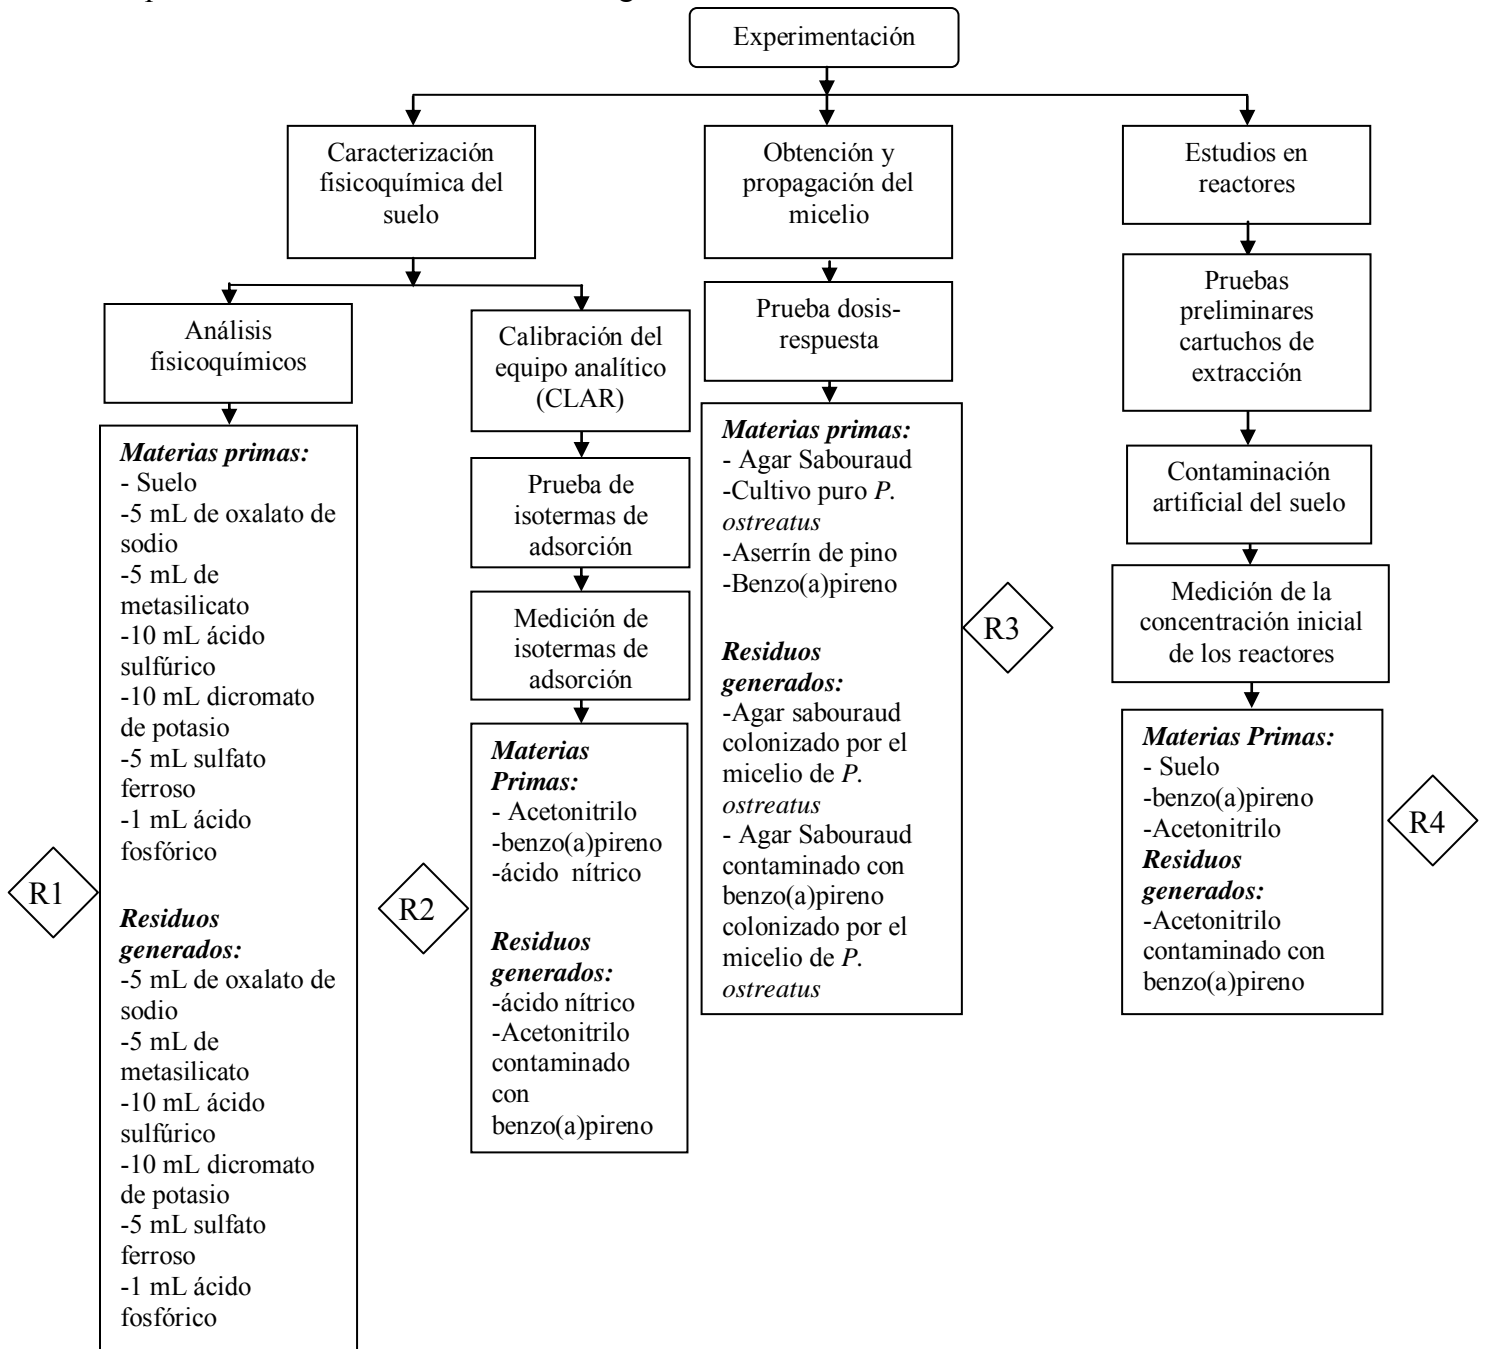 Experimentación
Caracterización
fisicoquímica del
suelo
Obtención y
propagación del
micelio
Estudios en
reactores
Análisis
fisicoquímicos
Calibración del
equipo analítico
(CLAR)
Prueba dosis-
respuesta
Pruebas
preliminares
cartuchos de
extracción
Materias primas:
- Suelo
-5 mL de oxalato de
sodio
-5 mL de
metasilicato
-10 mL ácido
sulfúrico
-10 mL dicromato
de potasio
-5 mL sulfato
ferroso
-1 mL ácido
fosfórico
Residuos
generados:
-5 mL de oxalato de
sodio
-5 mL de
metasilicato
-10 mL ácido
sulfúrico
-10 mL dicromato
de potasio
-5 mL sulfato
ferroso
-1 mL ácido
fosfórico
R1
Prueba de
isotermas de
adsorción
Medición de
isotermas de
adsorción
Materias
Primas:
- Acetonitrilo
-benzo(a)pireno
-ácido nítrico
Residuos
generados:
-ácido nítrico
-Acetonitrilo
contaminado
con
benzo(a)pireno
R2
Materias primas:
- Agar Sabouraud
-Cultivo puro P.
ostreatus
-Aserrín de pino
-Benzo(a)pireno
Residuos
generados:
-Agar sabouraud
colonizado por el
micelio de P.
ostreatus
- Agar Sabouraud
contaminado con
benzo(a)pireno
colonizado por el
micelio de P.
ostreatus
R3
Contaminación
artificial del suelo
Medición de la
concentración inicial
de los reactores
Materias Primas:
- Suelo
-benzo(a)pireno
-Acetonitrilo
Residuos
generados:
-Acetonitrilo
contaminado con
benzo(a)pireno
R4